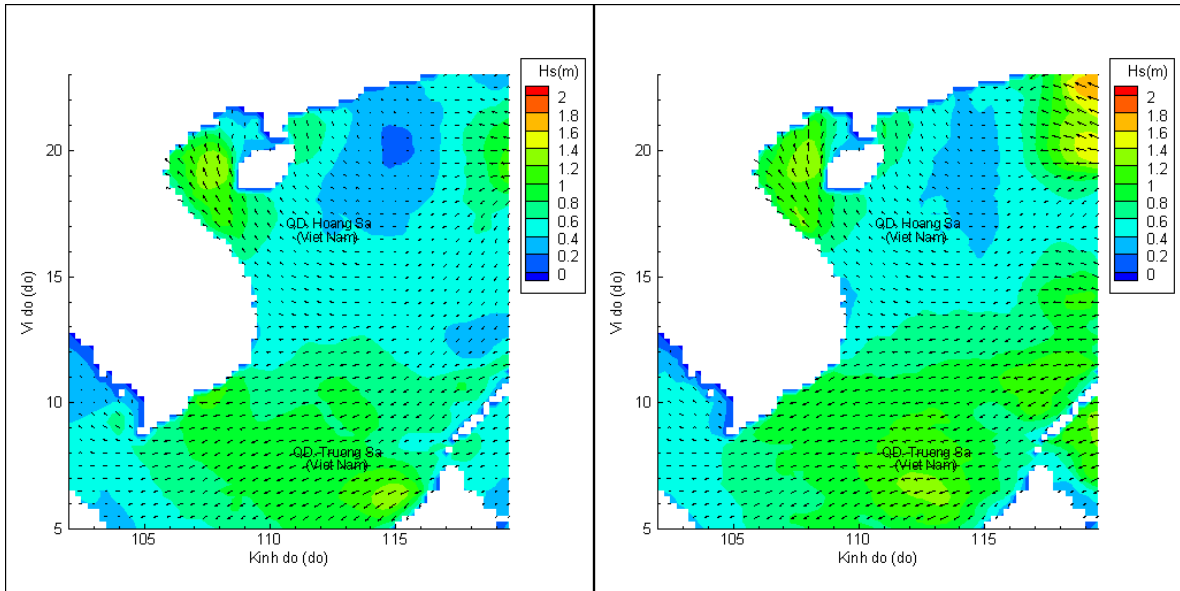 Hs(m)
2
1.8
1.6
1.4
1.2
1
0.8
0.6
0.4
0.2
0
20
15
10
5
Vi do (do)
QD. Hoang Sa
(Viet Nam)
QD. Truong Sa
(Viet Nam)
105
110
115
Kinh do (do)
Hs(m)
2
1.8
1.6
1.4
1.2
1
0.8
0.6
0.4
0.2
0
20
15
10
5
Vi do (do)
QD. Hoang Sa
(Viet Nam)
QD. Truong Sa
(Viet Nam)
105
110
115
Kinh do (do)